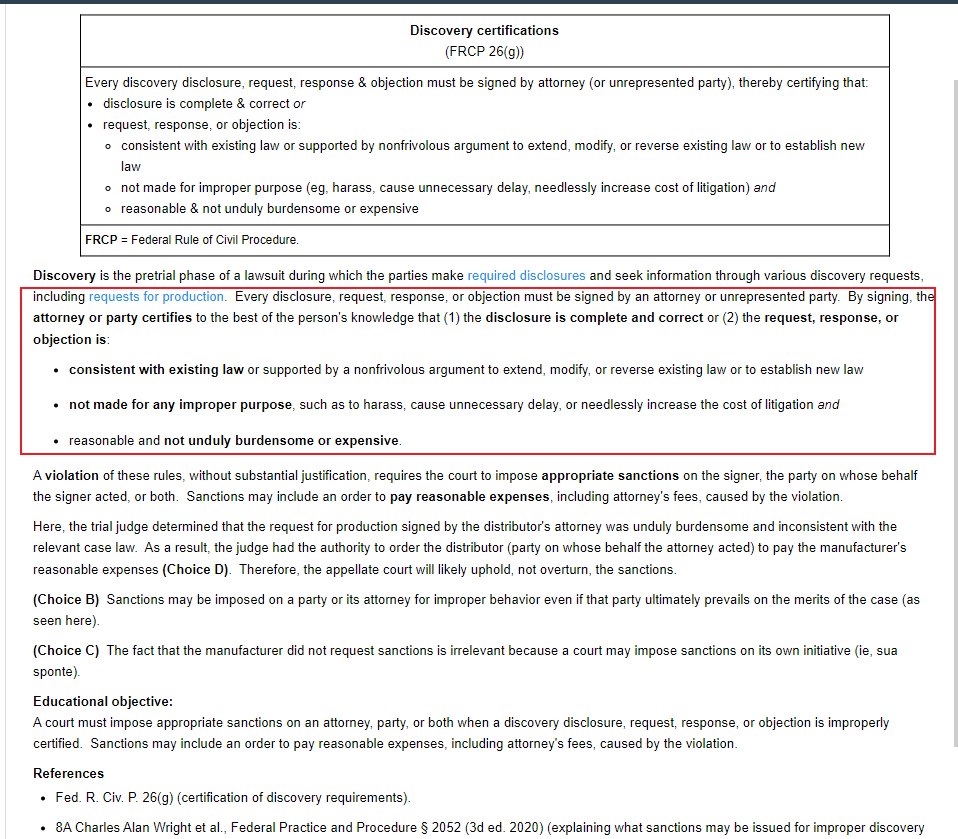 Discovery certifications
(FRCP 26(g))
Every discovery disclosure, request, response & objection must be signed by attorney (or unrepresented party), thereby certifying that:
• disclosure is complete & correct or
• request, response, or objection is:
∘ consistent with existing law or supported by nonfrivolous argument to extend, modify, or reverse existing law or to establish new
law
∘ not made for improper purpose (eg, harass, cause unnecessary delay, needlessly increase cost of litigation) and
∘ reasonable & not unduly burdensome or expensive
FRCP = Federal Rule of Civil Procedure.
Discovery is the pretrial phase of a lawsuit during which the parties make required disclosures and seek information through various discovery requests,
including requests for production. Every disclosure, request, response, or objection must be signed by an attorney or unrepresented party. By signing, the
attorney or party certifies to the best of the person's knowledge that (1) the disclosure is complete and correct or (2) the request, response, or
objection is:
• consistent with existing law or supported by a nonfrivolous argument to extend, modify, or reverse existing law or to establish new law
• not made for any improper purpose, such as to harass, cause unnecessary delay, or needlessly increase the cost of litigation and
• reasonable and not unduly burdensome or expensive.
A violation of these rules, without substantial justification, requires the court to impose appropriate sanctions on the signer, the party on whose behalf
the signer acted, or both. Sanctions may include an order to pay reasonable expenses, including attorney's fees, caused by the violation.
Here, the trial judge determined that the request for production signed by the distributor's attorney was unduly burdensome and inconsistent with the
relevant case law. As a result, the judge had the authority to order the distributor (party on whose behalf the attorney acted) to pay the manufacturer's
reasonable expenses (Choice D). Therefore, the appellate court will likely uphold, not overturn, the sanctions.
(Choice B) Sanctions may be imposed on a party or its attorney for improper behavior even if that party ultimately prevails on the merits of the case (as
seen here).
(Choice C) The fact that the manufacturer did not request sanctions is irrelevant because a court may impose sanctions on its own initiative (ie, sua
sponte).
Educational objective:
A court must impose appropriate sanctions on an attorney, party, or both when a discovery disclosure, request, response, or objection is improperly
certified. Sanctions may include an order to pay reasonable expenses, including attorney's fees, caused by the violation.
References
• Fed. R. Civ. P. 26(g) (certification of discovery requirements).
• 8A Charles Alan Wright et al., Federal Practice and Procedure § 2052 (3d ed. 2020) (explaining what sanctions may be issued for improper discovery